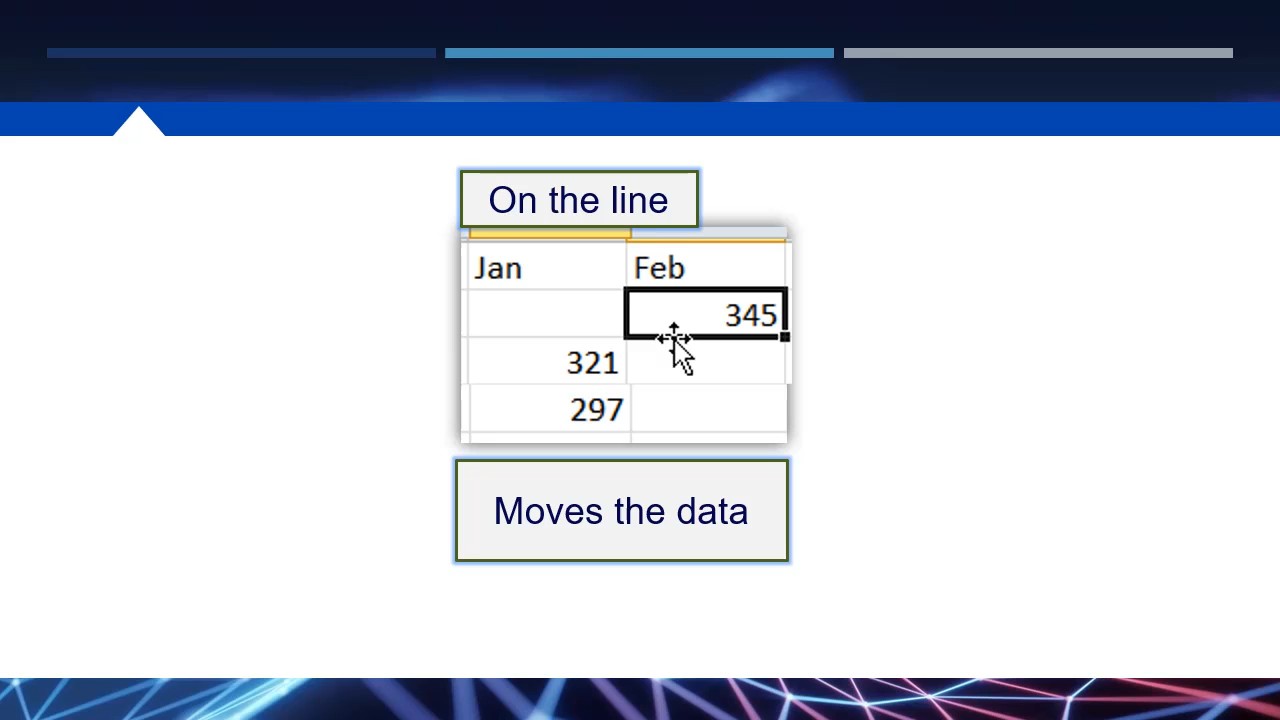 On the line
Jan Feb
345
321
297
Moves the data